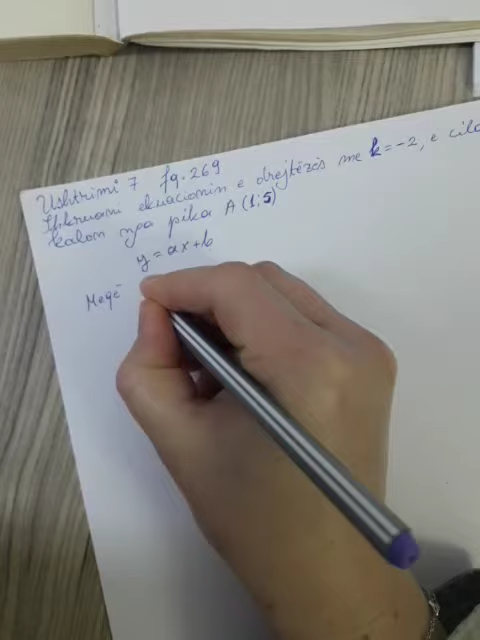 Ushtrimi 7 fq. 269
Shkruani ekuacionin e drejtëzës me k = -2, e cila
kalon nga pika A (1;5)
y = ax + b
Meqë